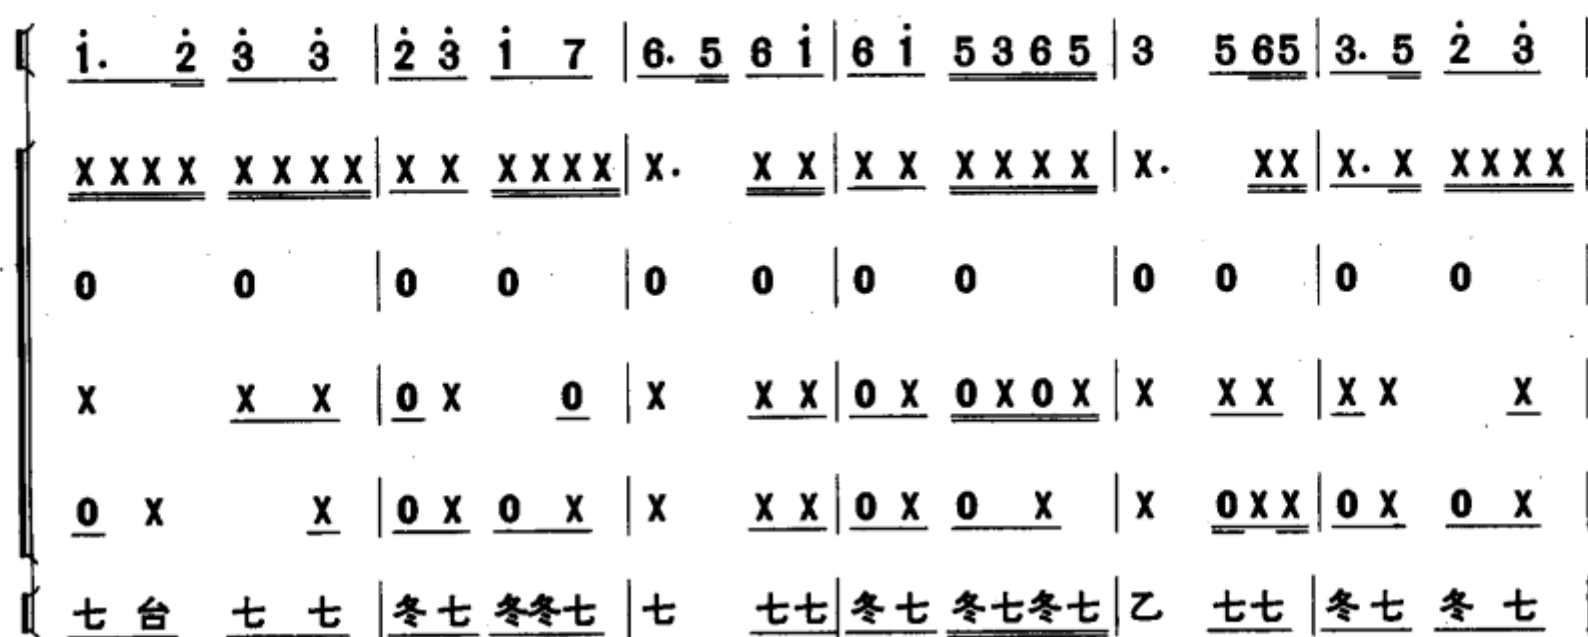 1̇. 2̇ 3̇ 3̇ | 2̇ 3̇ 1̇ 7 | 6. 5 6 1̇ | 6 1̇ 5 3 6 5 | 3 5 6 5 | 3. 5 2̇ 3̇ |
X X X X X X X X | X X X X X X | X. X X | X X X X X X | X. X X | X. X X X X X |
0 0 | 0 0 | 0 0 | 0 0 | 0 0 | 0 0 |
X X X | 0 X 0 | X X X | 0 X 0 X 0 X | X X X | X X X |
0 X X | 0 X 0 X | X X X | 0 X 0 X | X 0 X X | 0 X 0 X |
七 台 七 七 | 冬 七 冬 冬 七 | 七 七 七 | 冬 七 冬 七 冬 七 | 乙 七 七 | 冬 七 冬 七 |